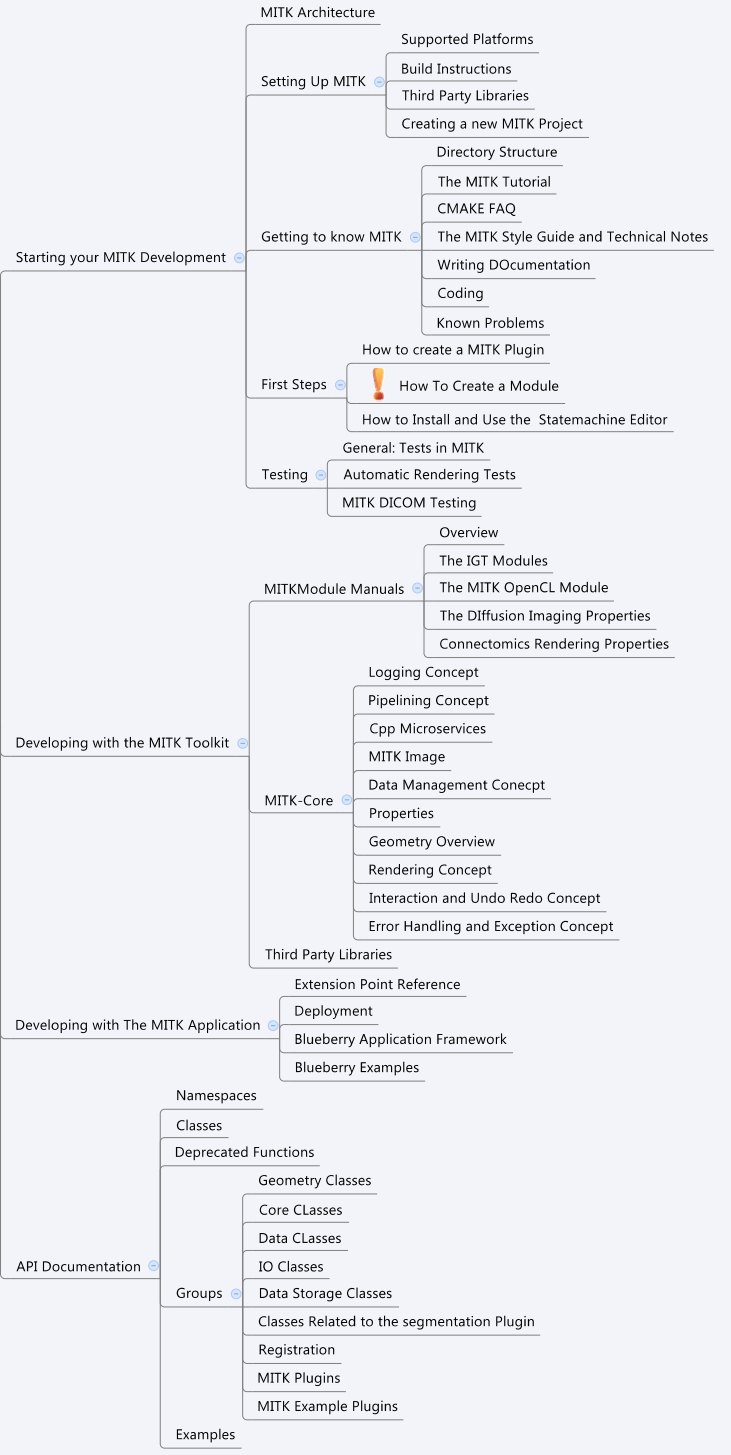 MITK Architecture
Supported Platforms
Setting Up MITK
Build Instructions
Third Party Libraries
Creating a new MITK Project
Directory Structure
The MITK Tutorial
CMAKE FAQ
Getting to know MITK
The MITK Style Guide and Technical Notes
Starting your MITK Development
Writing DOcumentation
Coding
Known Problems
How to create a MITK Plugin
First Steps
How To Create a Module
How to Install and Use the  Statemachine Editor
General: Tests in MITK
Testing
Automatic Rendering Tests
MITK DICOM Testing
Overview
The IGT Modules
MITKModule Manuals
The MITK OpenCL Module
The DIffusion Imaging Properties
Connectomics Rendering Properties
Logging Concept
Pipelining Concept
Cpp Microservices
Developing with the MITK Toolkit
MITK Image
Data Management Conecpt
MITK-Core
Properties
Geometry Overview
Rendering Concept
Interaction and Undo Redo Concept
Error Handling and Exception Concept
Third Party Libraries
Extension Point Reference
Deployment
Developing with The MITK Application
Blueberry Application Framework
Blueberry Examples
Namespaces
Classes
Deprecated Functions
Geometry Classes
Core CLasses
Data CLasses
API Documentation
IO Classes
Groups
Data Storage Classes
Classes Related to the segmentation Plugin
Registration
MITK Plugins
MITK Example Plugins
Examples